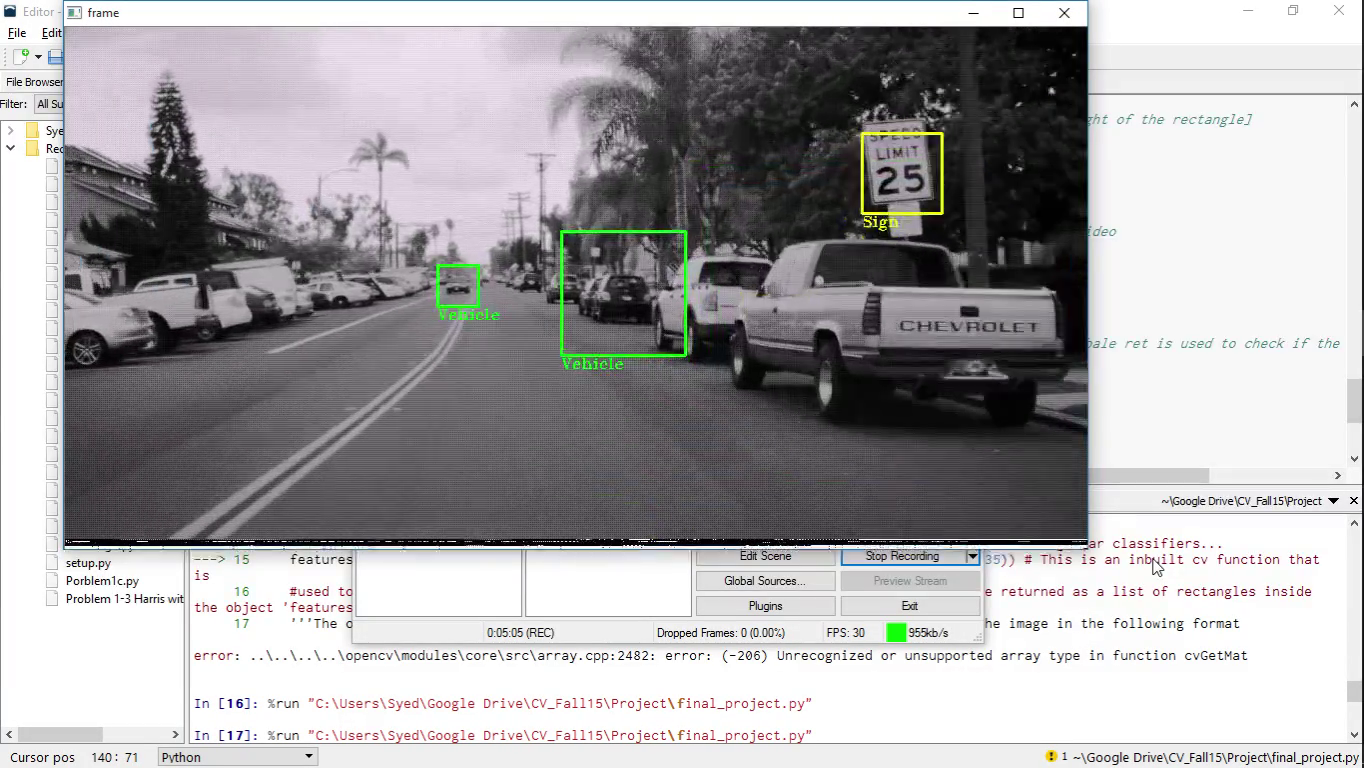 Editor -
frame
File Edit
File Browser
Filter: All Su
Sye
Rec
SPEED
LIMIT
25
Sign
Vehicle
Vehicle
CHEVROLET
ght of the rectangle]
ideo
bale ret is used to check if the
~\Google Drive\CV_Fall15\Project
setup.py
Porblem1c.py
Problem 1-3 Harris wit
ar classifiers...
---> 15 features
35)) # This is an inbuilt cv function that
is
16 #used to
e returned as a list of rectangles inside
the object 'features
17 '''The o
he image in the following format
Edit Scene
Stop Recording
Global Sources...
Preview Stream
Plugins
Exit
0:05:05 (REC)
Dropped Frames: 0 (0.00%)
FPS: 30
955kb/s
error: ..\..\..\..\opencv\modules\core\src\array.cpp:2482: error: (-206) Unrecognized or unsupported array type in function cvGetMat
In [16]: %run "C:\Users\Syed\Google Drive\CV_Fall15\Project\final_project.py"
In [17]: %run "C:\Users\Syed\Google Drive\CV_Fall15\Project\final_project.py"
Cursor pos 140: 71 Python
1 ~\Google Drive\CV_Fall15\Project\final_project.py